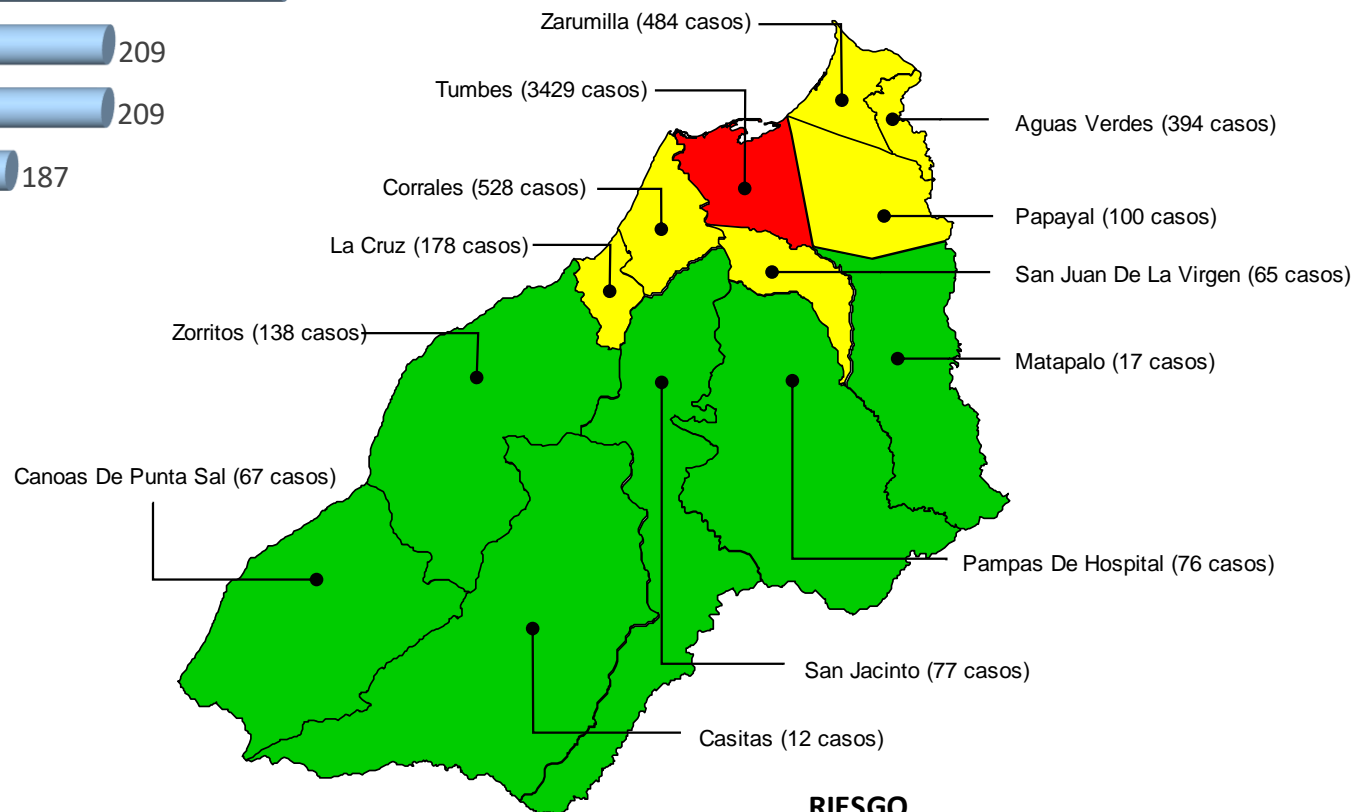 209
209
187
Zarumilla (484 casos)
Tumbes (3429 casos)
Aguas Verdes (394 casos)
Corrales (528 casos)
Papayal (100 casos)
La Cruz (178 casos)
San Juan De La Virgen (65 casos)
Zorritos (138 casos)
Matapalo (17 casos)
Canoas De Punta Sal (67 casos)
Pampas De Hospital (76 casos)
San Jacinto (77 casos)
Casitas (12 casos)
RIESGO